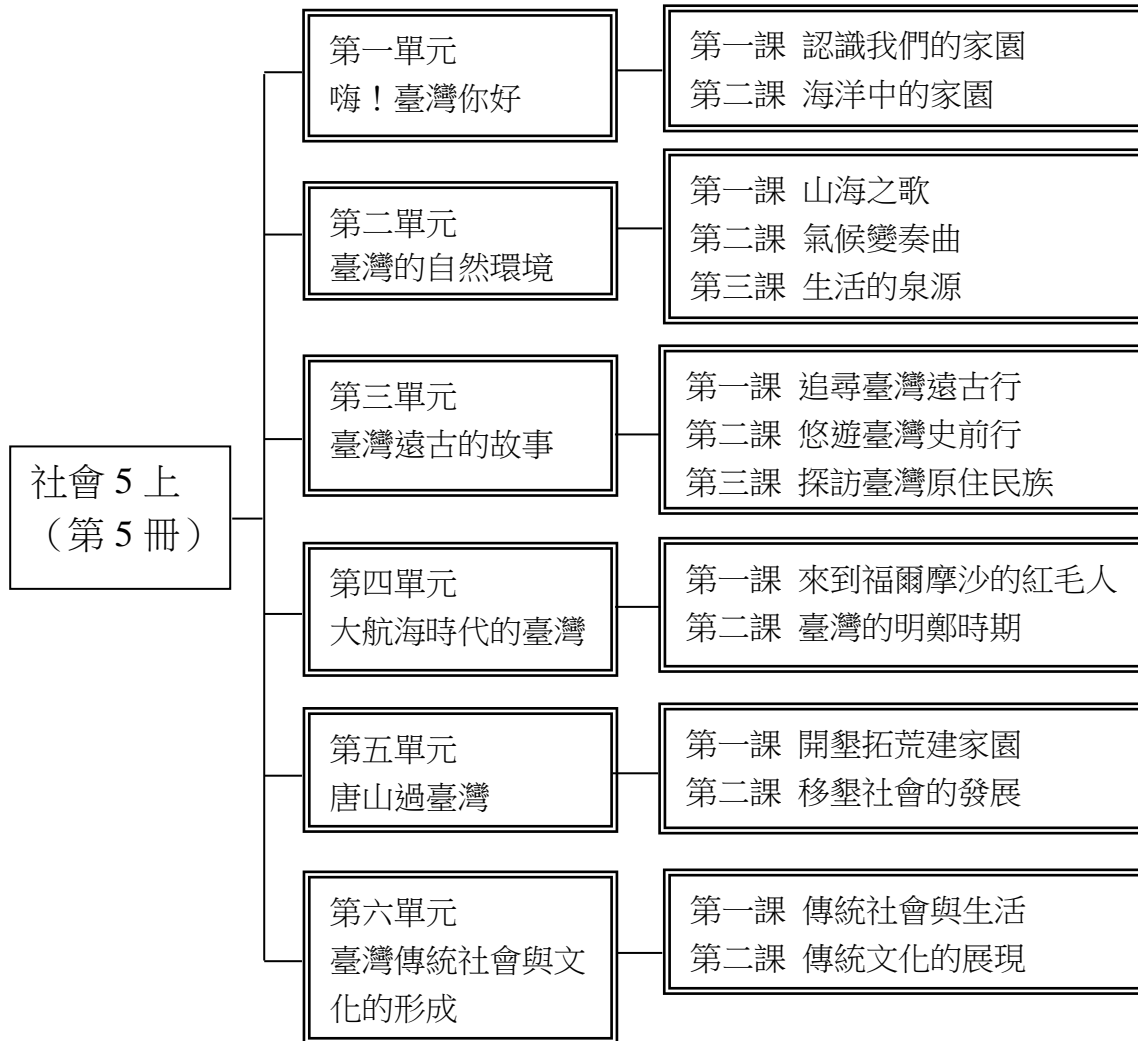 社會 5 上
（第 5 冊）
第一單元
嗨！臺灣你好
第一課 認識我們的家園
第二課 海洋中的家園
第二單元
臺灣的自然環境
第一課 山海之歌
第二課 氣候變奏曲
第三課 生活的泉源
第三單元
臺灣遠古的故事
第一課 追尋臺灣遠古行
第二課 悠遊臺灣史前行
第三課 探訪臺灣原住民族
第四單元
大航海時代的臺灣
第一課 來到福爾摩沙的紅毛人
第二課 臺灣的明鄭時期
第五單元
唐山過臺灣
第一課 開墾拓荒建家園
第二課 移墾社會的發展
第六單元
臺灣傳統社會與文
化的形成
第一課 傳統社會與生活
第二課 傳統文化的展現